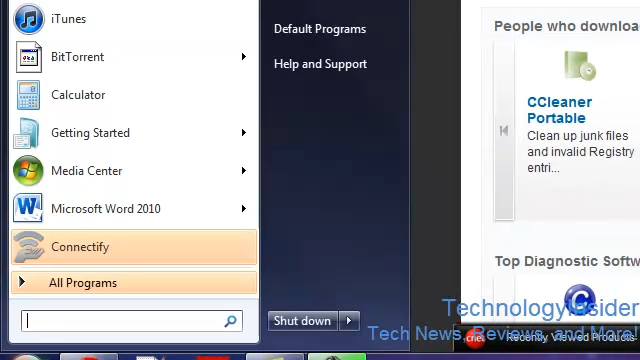 iTunes
BitTorrent
Calculator
Getting Started
Media Center
Microsoft Word 2010
Connectify
All Programs
Default Programs
Help and Support
Shut down
People who downloa
CCleaner
Portable
Clean up junk files
and invalid Registry
entri...
Top Diagnostic Softw
TechnologyInsider
Tech News, Reviews, and More!
cnet
Recently Viewed Products